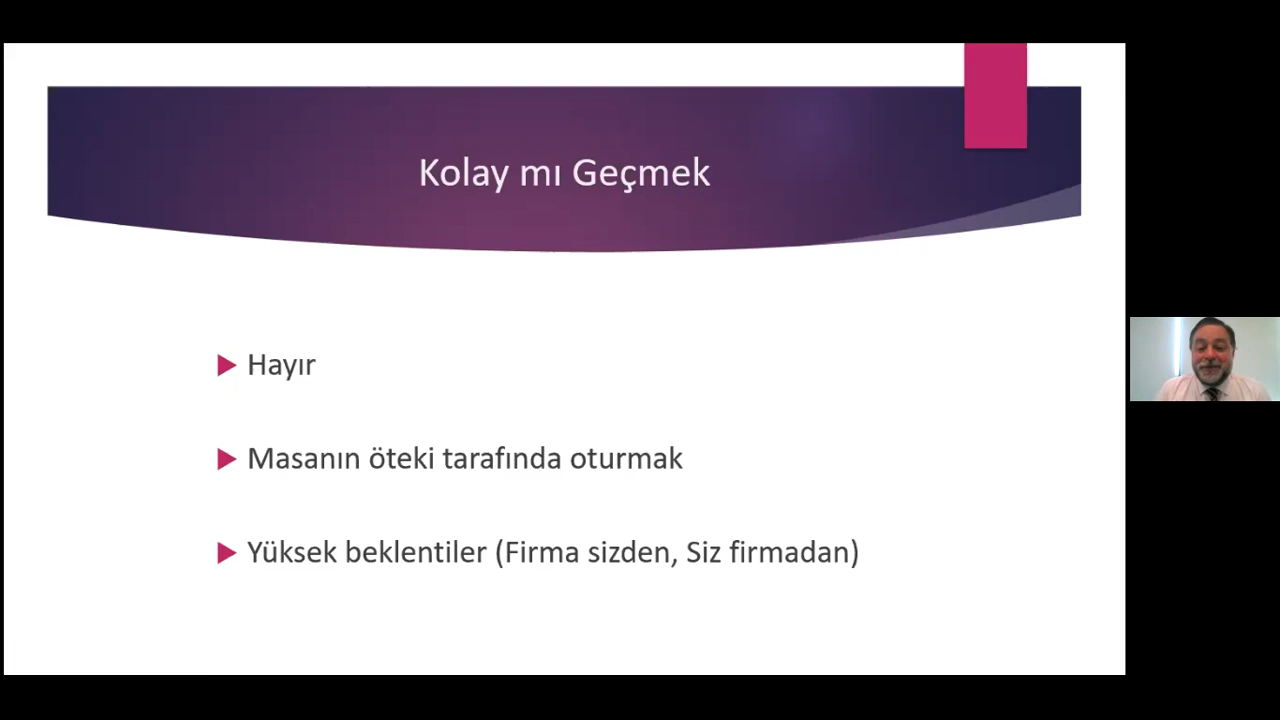 Kolay mı Geçmek
Hayır
Masanın öteki tarafında oturmak
Yüksek beklentiler (Firma sizden, Siz firmadan)